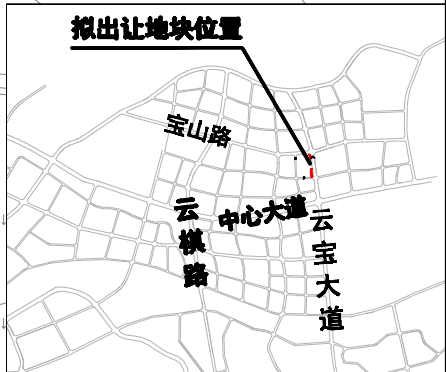 拟出让地块位置
宝山路
中心大道
云棋路
云宝大道